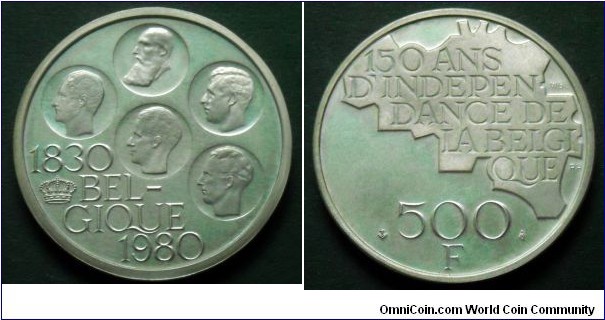 1830
BEL-
GIQUE
1980
150 ANS
D'INDEPEN
DANCE DE
LA BELGI
QUE
500
F
OmniCoin.com World Coin Community